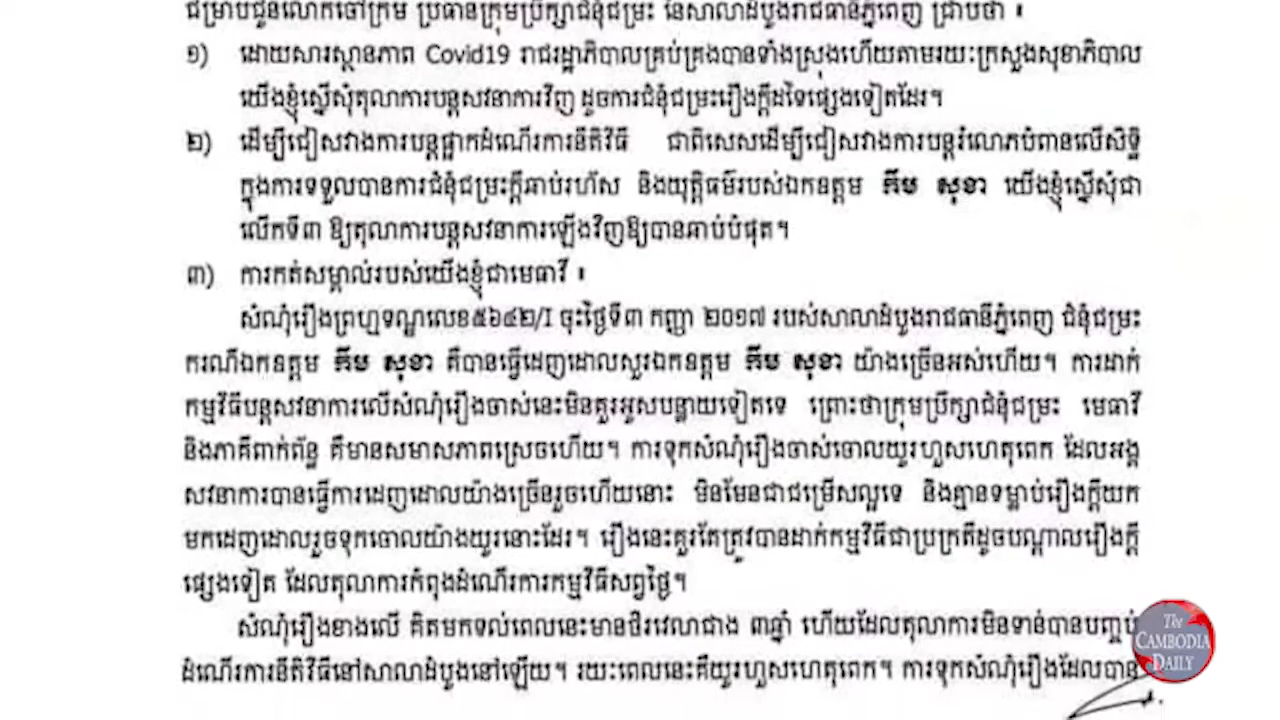 ជម្រាបជូនលោកចៅក្រម ប្រធានក្រុមប្រឹក្សាជំនុំជម្រះ នៃសាលាដំបូងរាជធានីភ្នំពេញ ជ្រាបថា ៖
១) ដោយសារស្ថានភាព Covid19 រាជរដ្ឋាភិបាលគ្រប់គ្រងបានទាំងស្រុងហើយតាមរយៈក្រសួងសុខាភិបាល
យើងខ្ញុំស្នើសុំតុលាការបន្តសវនាការវិញ ដូចការជំនុំជម្រះរឿងក្តីដទៃផ្សេងទៀតដែរ។
២) ដើម្បីជៀសវាងការបន្តផ្អាកដំណើរការនីតិវិធី ជាពិសេសដើម្បីជៀសវាងការបន្តរំលោភបំពានលើសិទ្ធិ
ក្នុងការទទួលបានការជំនុំជម្រះក្តីឆាប់រហ័ស និងយុត្តិធម៌របស់ឯកឧត្តម កឹម សុខា យើងខ្ញុំស្នើសុំជា
លើកទី៣ ឱ្យតុលាការបន្តសវនាការឡើងវិញឱ្យបានឆាប់បំផុត។
៣) ការកត់សម្គាល់របស់យើងខ្ញុំជាមេធាវី ៖
សំណុំរឿងព្រហ្មទណ្ឌលេខ៥៦៤២/I ចុះថ្ងៃទី៣ កញ្ញា ២០១៧ របស់សាលាដំបូងរាជធានីភ្នំពេញ ជំនុំជម្រះ
ករណីឯកឧត្តម កឹម សុខា គឺបានធ្វើដេញដោលសួរឯកឧត្តម កឹម សុខា យ៉ាងច្រើនអស់ហើយ។ ការដាក់
កម្មវិធីបន្តសវនាការលើសំណុំរឿងចាស់នេះមិនគួរអូសបន្លាយទៀតទេ ព្រោះថាក្រុមប្រឹក្សាជំនុំជម្រះ មេធាវី
និងភាគីពាក់ព័ន្ធ គឺមានសមាសភាពស្រេចហើយ។ ការទុកសំណុំរឿងចាស់ចោលយូរហួសហេតុពេក ដែលអង្គ
សវនាការបានធ្វើការដេញដោលយ៉ាងច្រើនរួចហើយនោះ មិនមែនជាជម្រើសល្អទេ និងគ្មានទម្លាប់រឿងក្តីយក
មកដេញដោលរួចទុកចោលយ៉ាងយូរនោះដែរ។ រឿងនេះគួរតែត្រូវបានដាក់កម្មវិធីជាប្រក្រតីដូចបណ្តាលរឿងក្តី
ផ្សេងទៀត ដែលតុលាការកំពុងដំណើរការកម្មវិធីសព្វថ្ងៃ។
សំណុំរឿងខាងលើ គិតមកទល់ពេលនេះមានថិរវេលាជាង ៣ឆ្នាំ ហើយដែលតុលាការមិនទាន់បានបញ្ចប់
ដំណើរការនីតិវិធីនៅសាលាដំបូងនៅឡើយ។ រយៈពេលនេះគឺយូរហួសហេតុពេក។ ការទុកសំណុំរឿងដែលបាន
The
CAMBODIA
DAILY